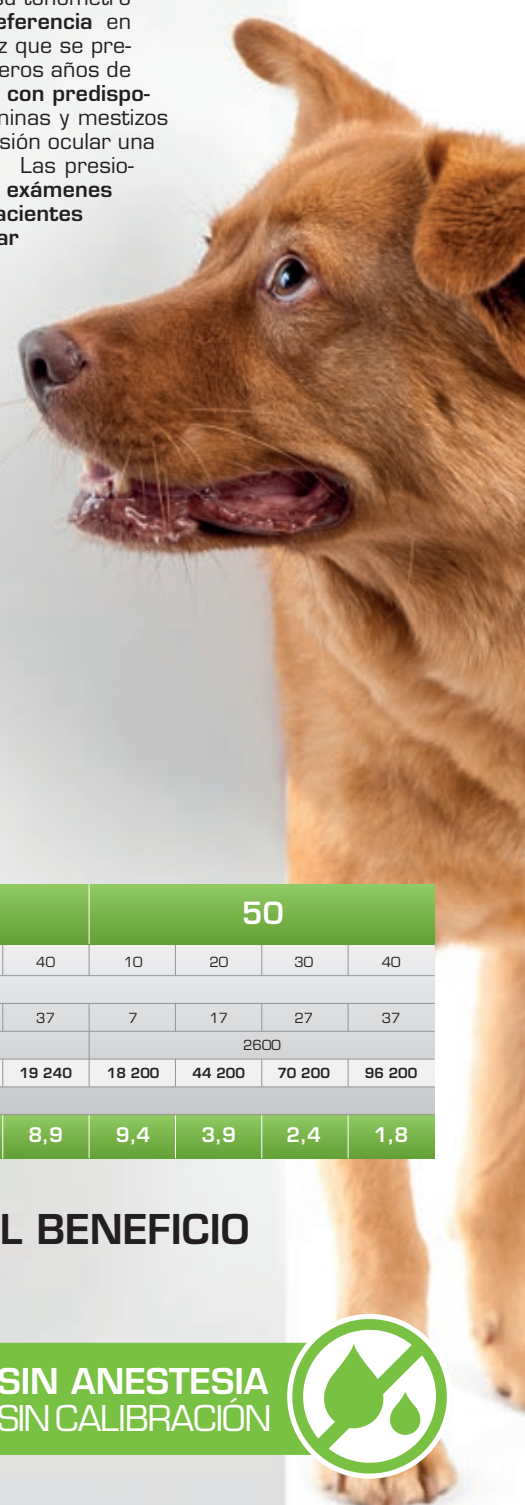 su tonómetro
eferencia en
z que se pre-
eros años de
con predispo-
ninas y mestizos
sión ocular una
Las presio-
exámenes
acientes
ar
50
40 10 20 30 40
37 7 17 27 37
2600
19 240 18 200 44 200 70 200 96 200
8,9 9,4 3,9 2,4 1,8
L BENEFICIO
SIN ANESTESIA
SIN CALIBRACIÓN